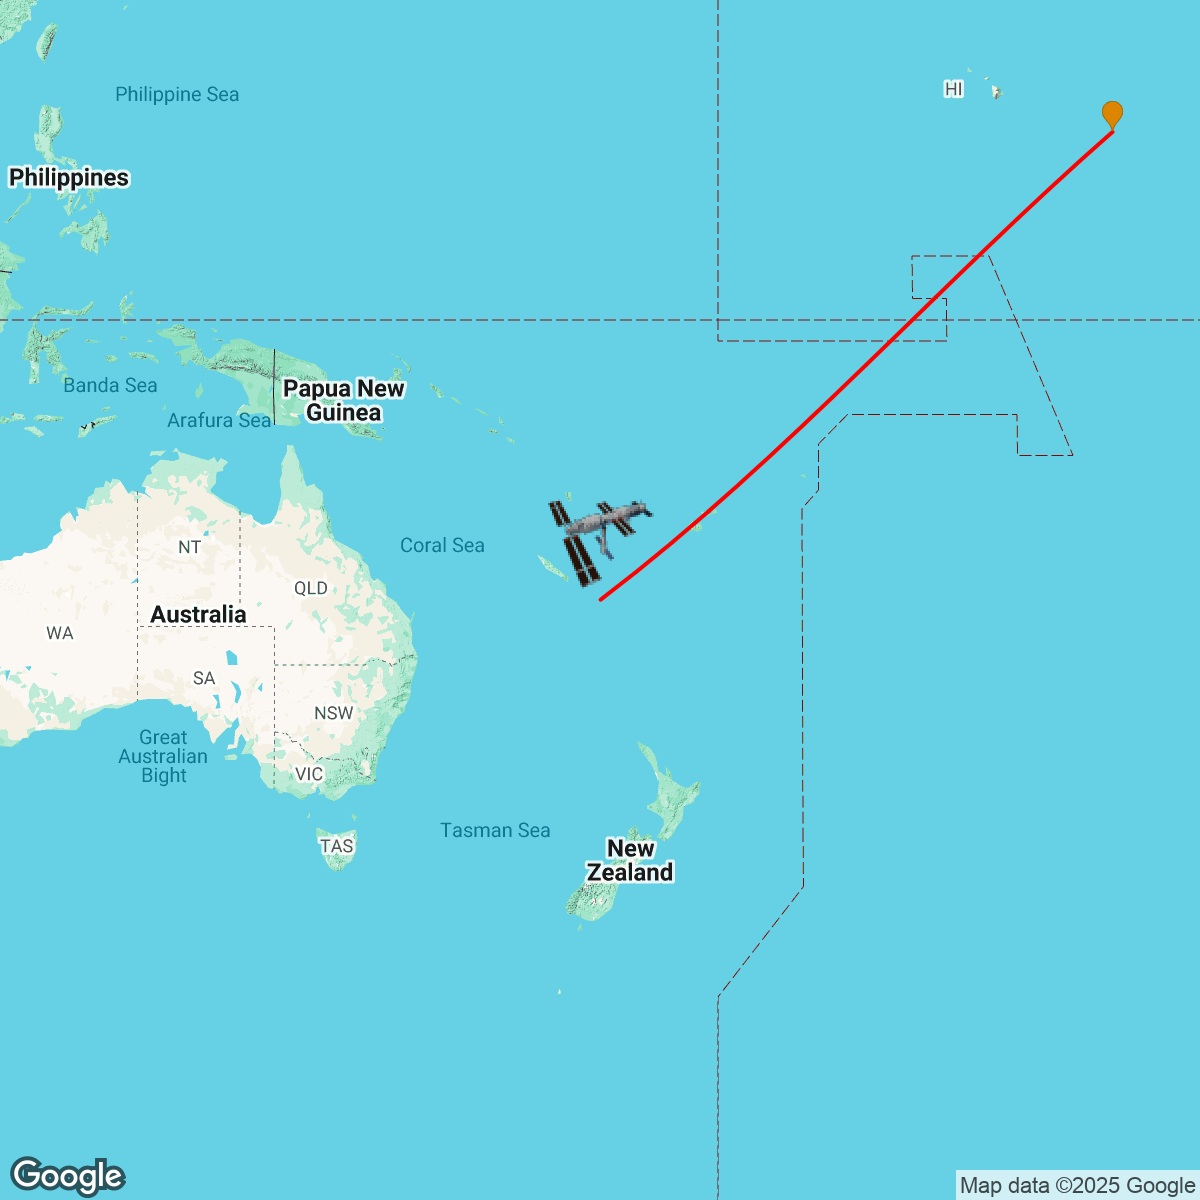 Philippine Sea
HI
Philippines
Banda Sea
Papua New
Guinea
Arafura Sea
Coral Sea
NT
QLD
Australia
WA
SA
NSW
Great
Australian
Bight
VIC
Tasman Sea
TAS
New
Zealand
Google
Map data ©2025 Google